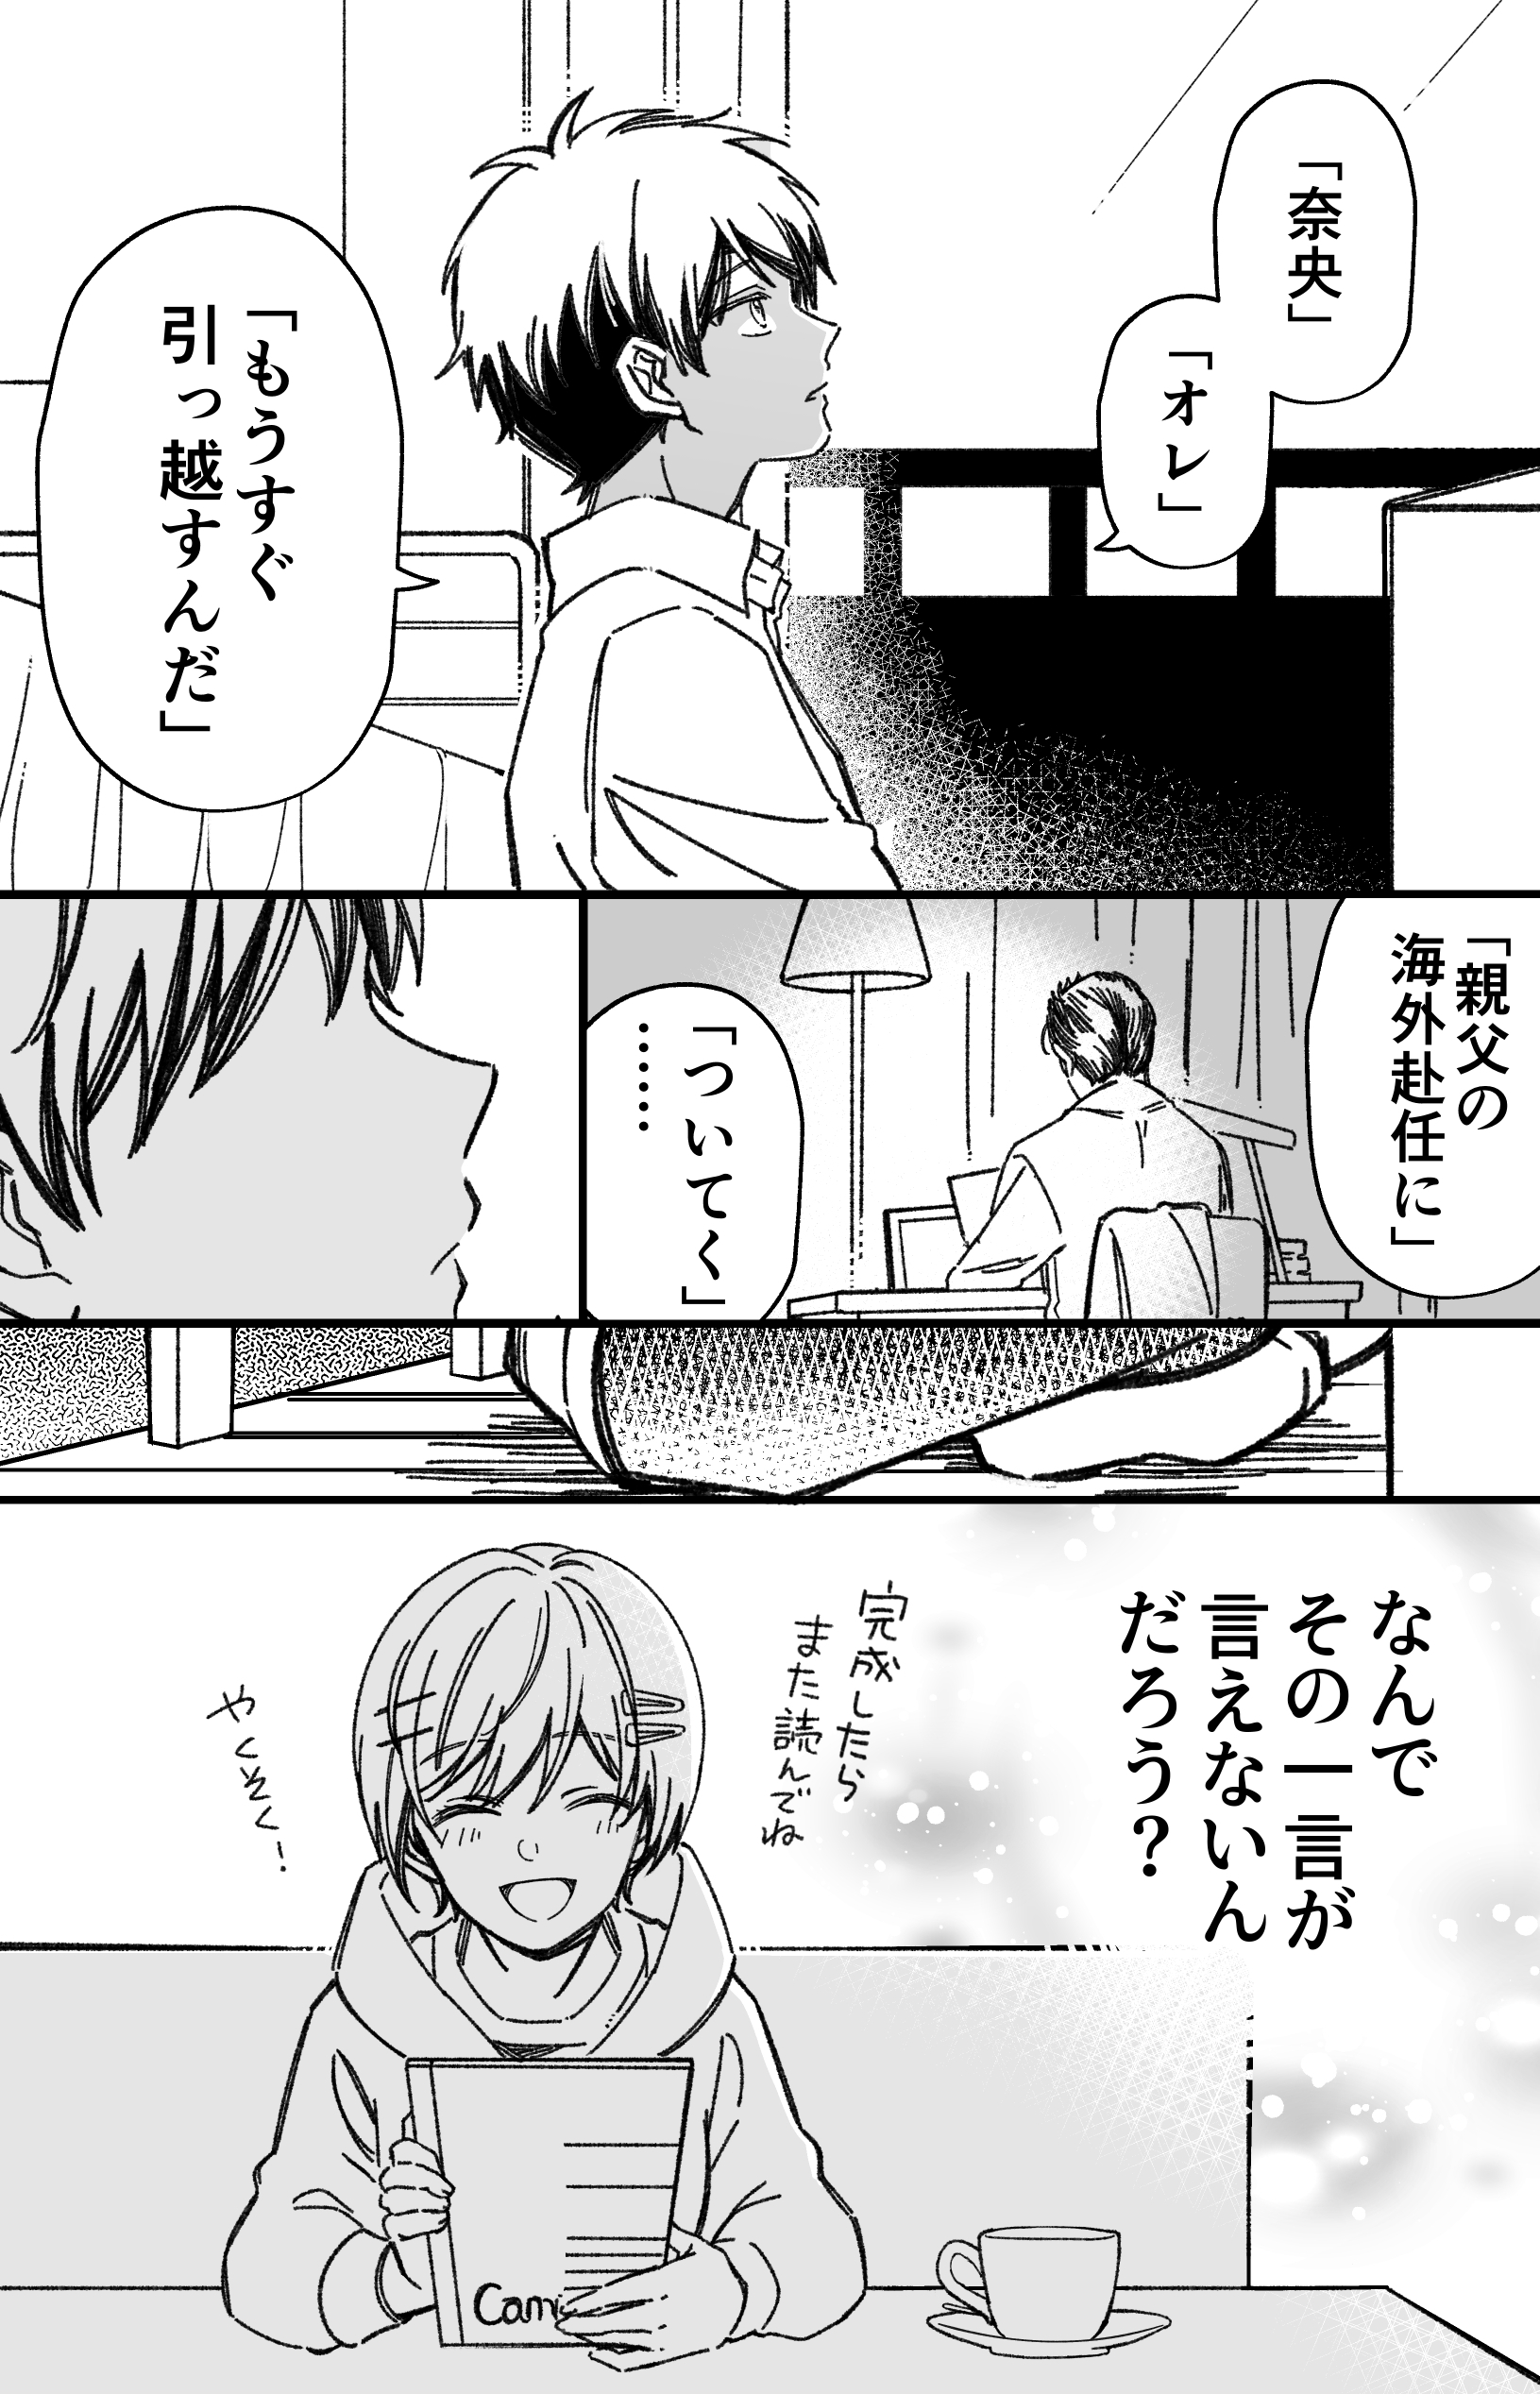 「奈央」
「オレ」
「もうすぐ
引っ越すんだ」
「親父の
海外赴任に」
「ついてく」
……
なんで
その一言が
言えないん
だろう？
完成したら
また読んでね
やくそく！
Cam